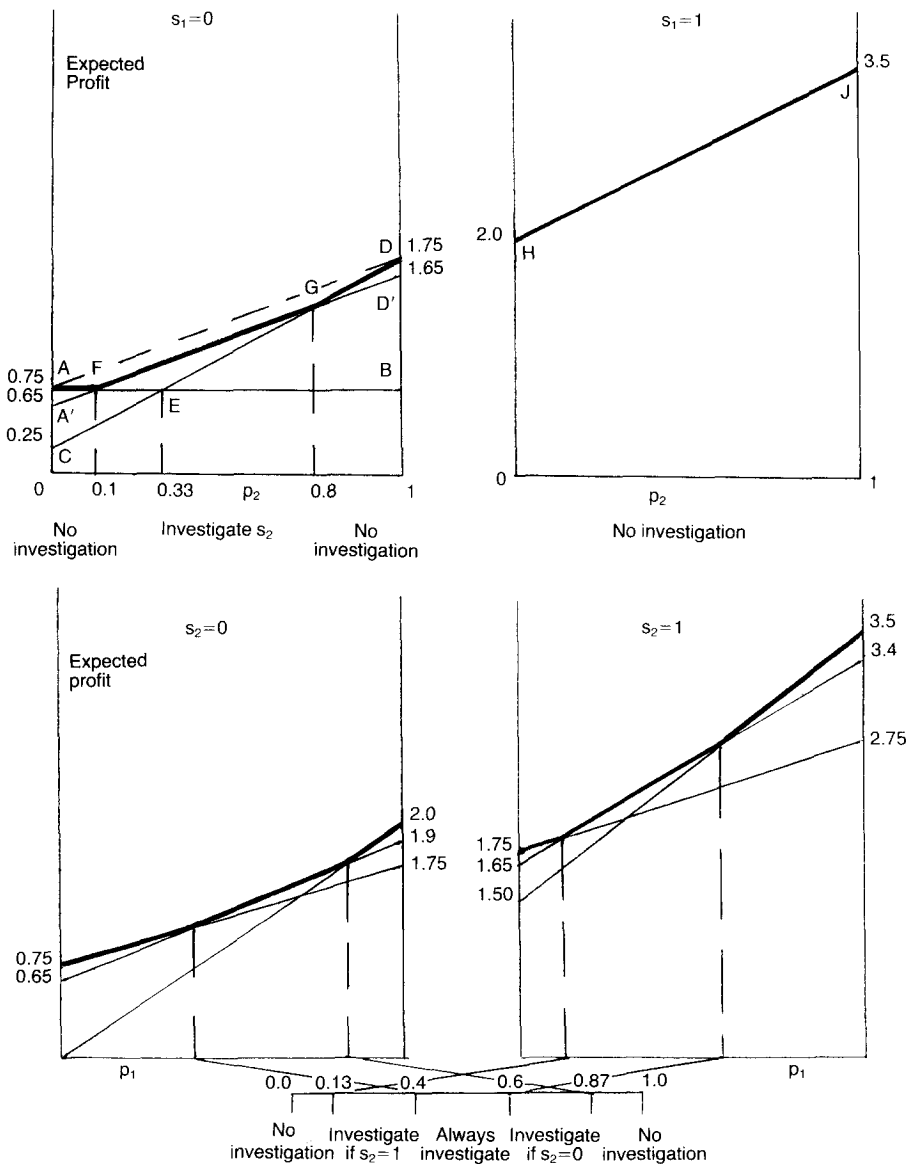 s₁=0
s₁=1
Expected
Profit
3.5
J
2.0
H
D
1.75
1.65
G
D′
A
F
B
0.75
0.65
A′
E
0.25
C
0
0.1
0.33
p₂
0.8
1
0
p₂
1
No
investigation
Investigate s₂
No
investigation
No investigation
s₂=0
s₂=1
Expected
profit
3.5
3.4
2.75
2.0
1.9
1.75
1.75
1.65
1.50
0.75
0.65
p₁
p₁
0.0 0.13 0.4 0.6 0.87 1.0
No
investigation
Investigate
if s₂=1
Always
investigate
Investigate
if s₂=0
No
investigation